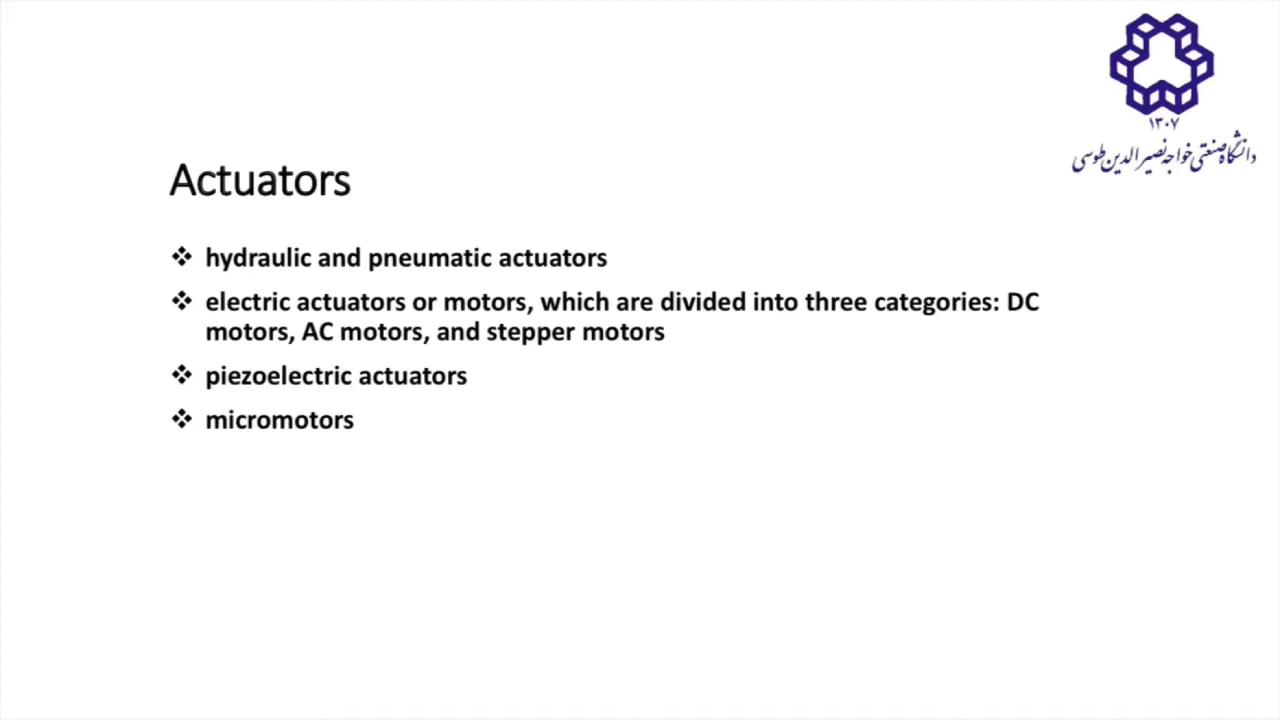 ۱۳۰۷
دانشگاه صنعتی خواجه نصیرالدین طوسی
Actuators
❖ hydraulic and pneumatic actuators
❖ electric actuators or motors, which are divided into three categories: DC
motors, AC motors, and stepper motors
❖ piezoelectric actuators
❖ micromotors